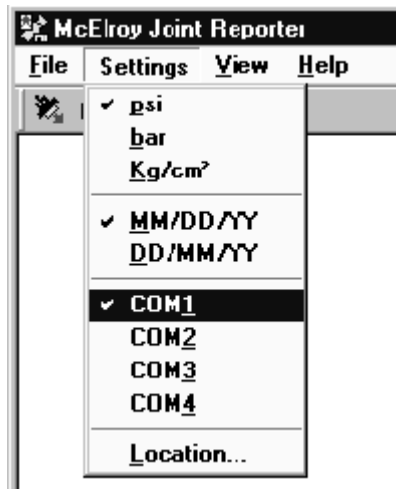 McElroy Joint Reporter
File Settings View Help
✓ psi
bar
Kg/cm²
✓ MM/DD/YY
DD/MM/YY
✓ COM1
COM2
COM3
COM4
Location...